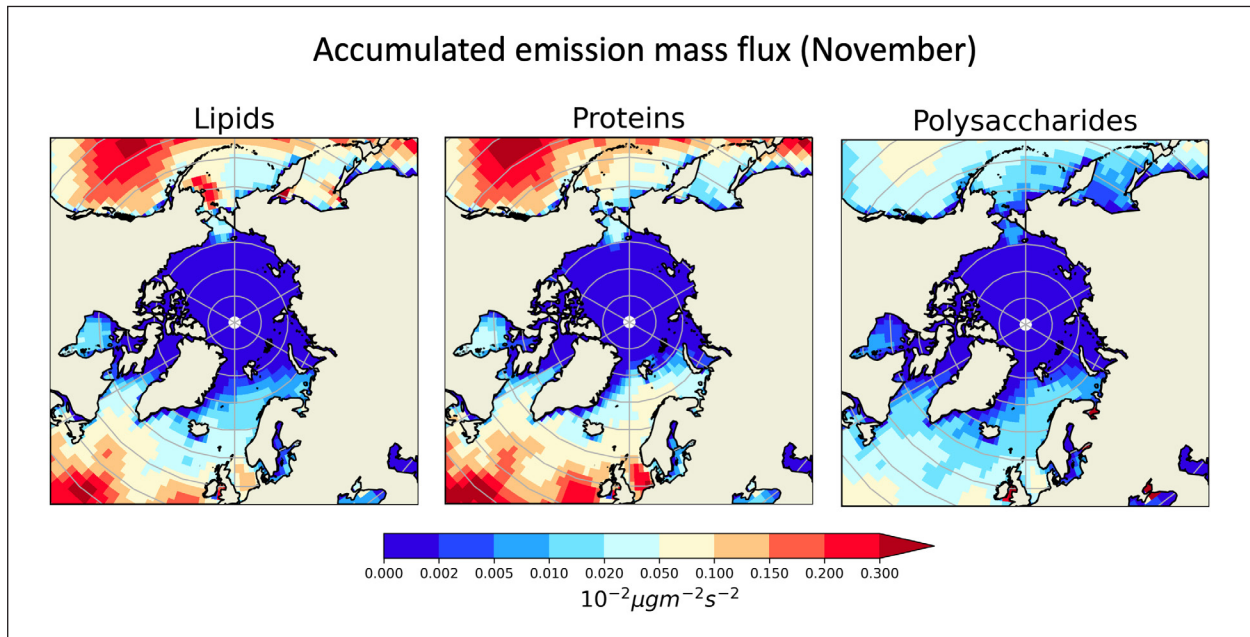 Accumulated emission mass flux (November)
Lipids Proteins Polysaccharides
0.000 0.002 0.005 0.010 0.020 0.050 0.100 0.150 0.200 0.300
10⁻²µgm⁻²s⁻²